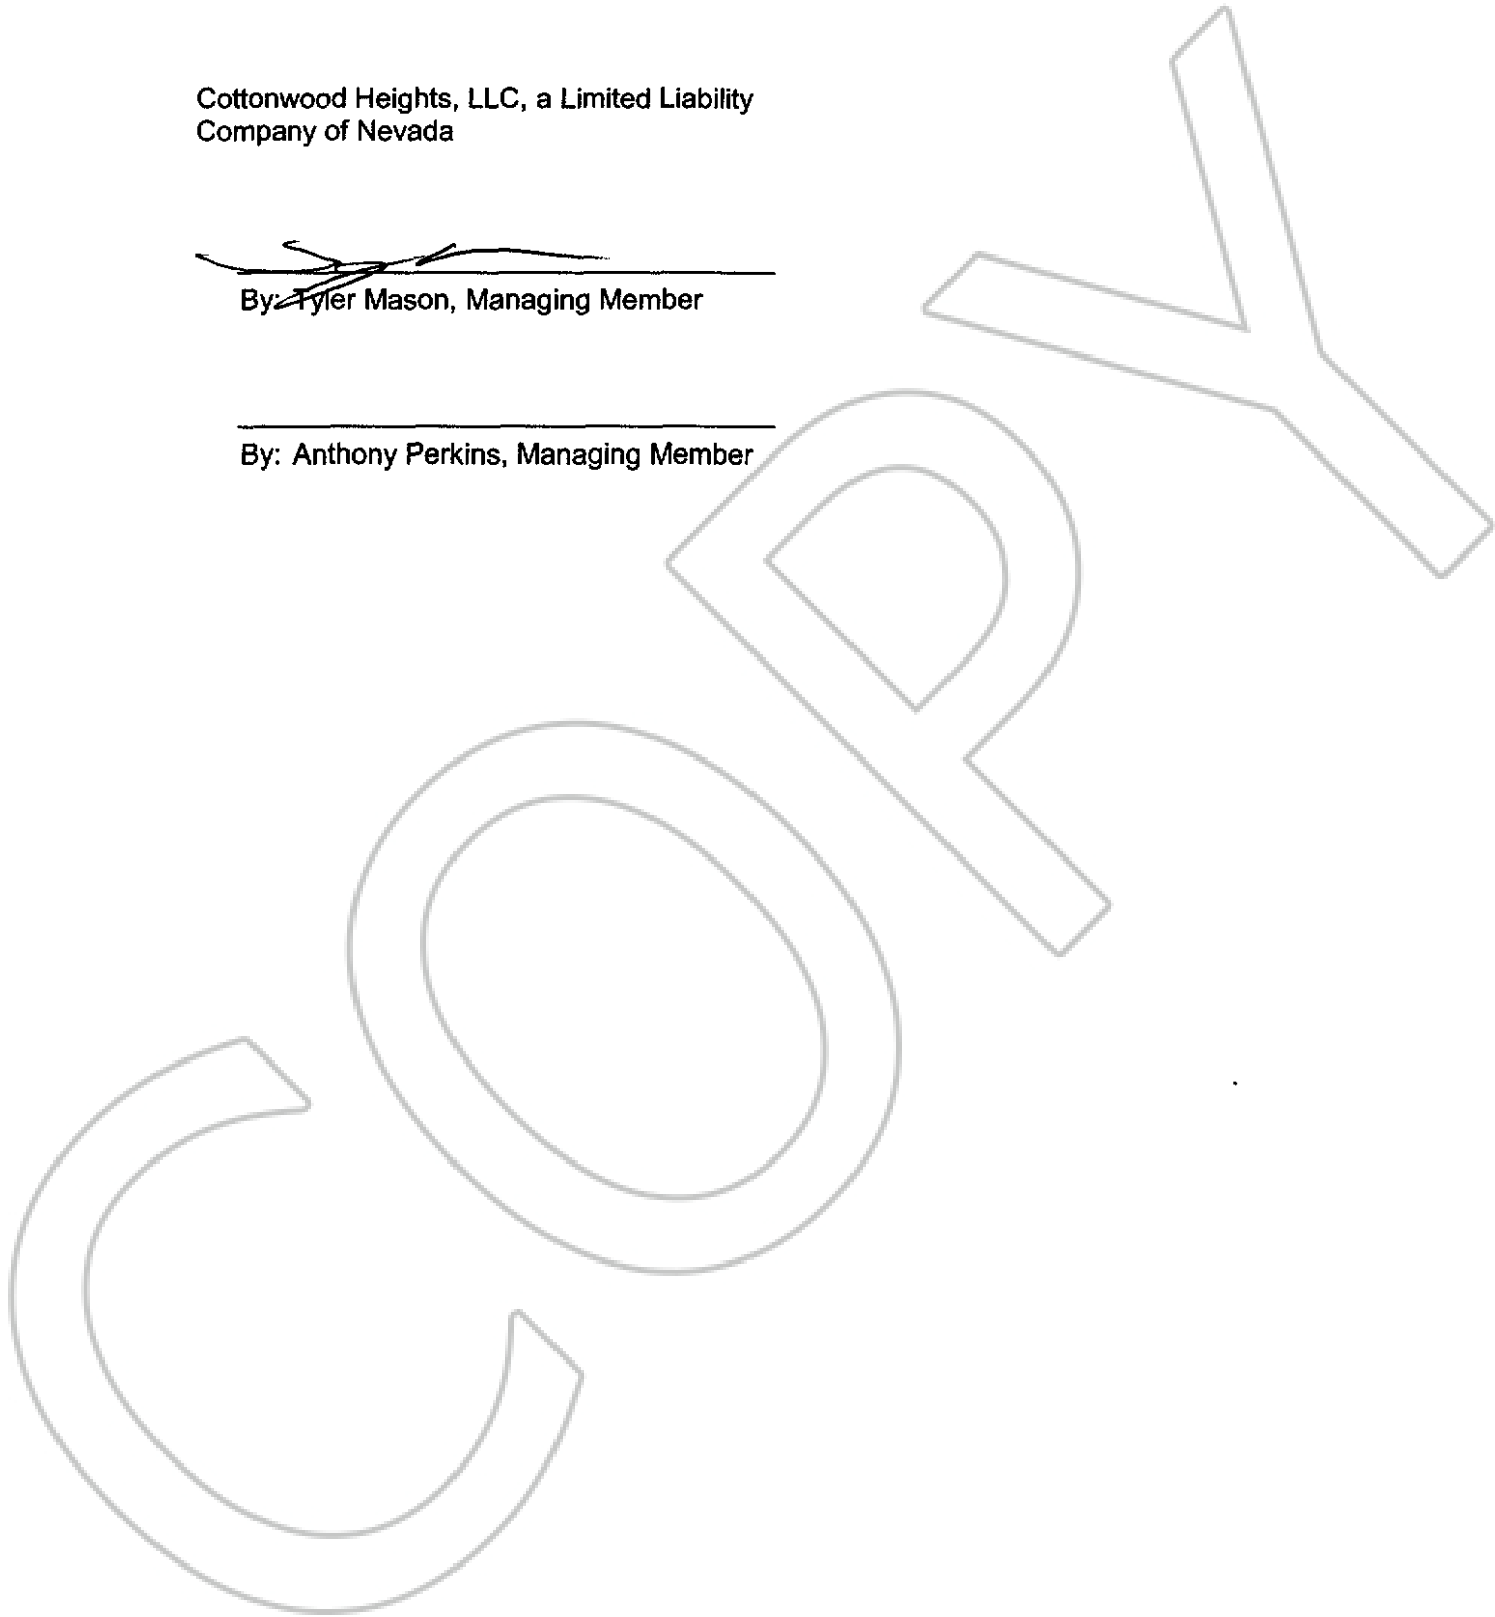 Cottonwood Heights, LLC, a Limited Liability
Company of Nevada
By: Tyler Mason, Managing Member
By: Anthony Perkins, Managing Member
COPY